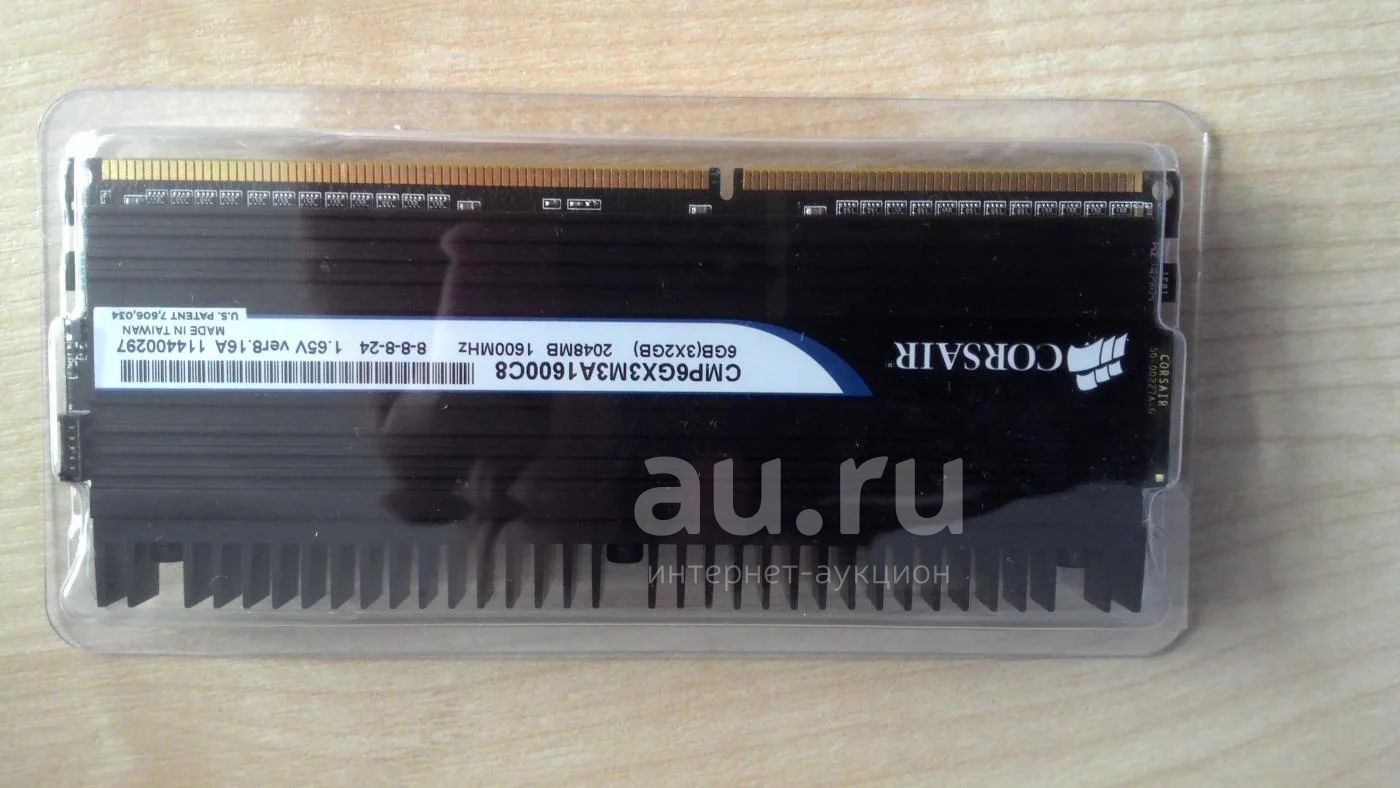 CORSAIR
CMP6GX3M3A1600C8
6GB(3X2GB) 2048MB 1600MHz 8-8-8-24 1.65V ver8.16A 114400297
MADE IN TAIWAN
U.S. PATENT 7,606,034
CORSAIR
au.ru
интернет-аукцион